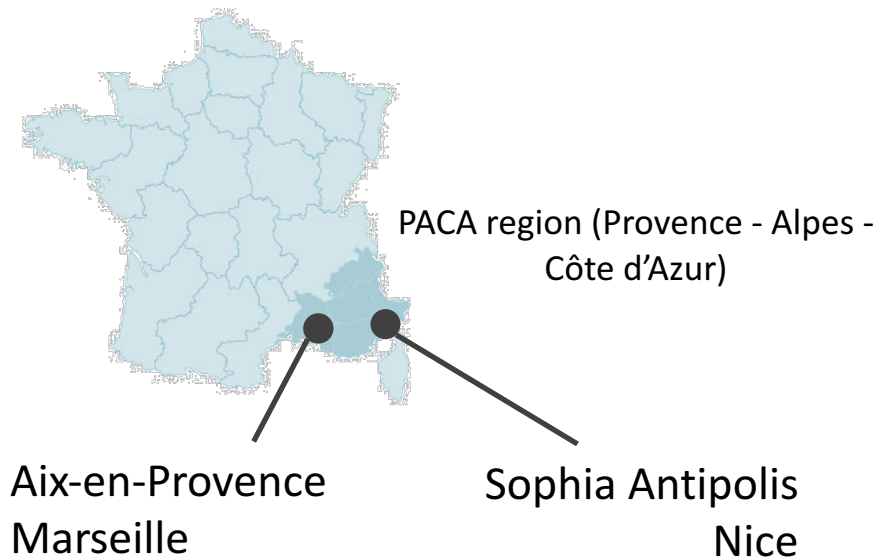 PACA region (Provence - Alpes -
Côte d’Azur)
Aix-en-Provence
Marseille
Sophia Antipolis
Nice